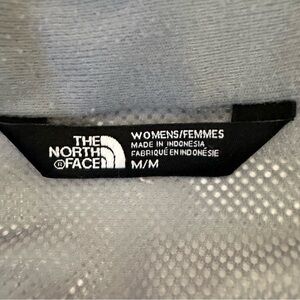 THE
NORTH
®FACE
WOMENS/FEMMES
MADE IN INDONESIA
FABRIQUÉ EN INDONÉSIE
M/M